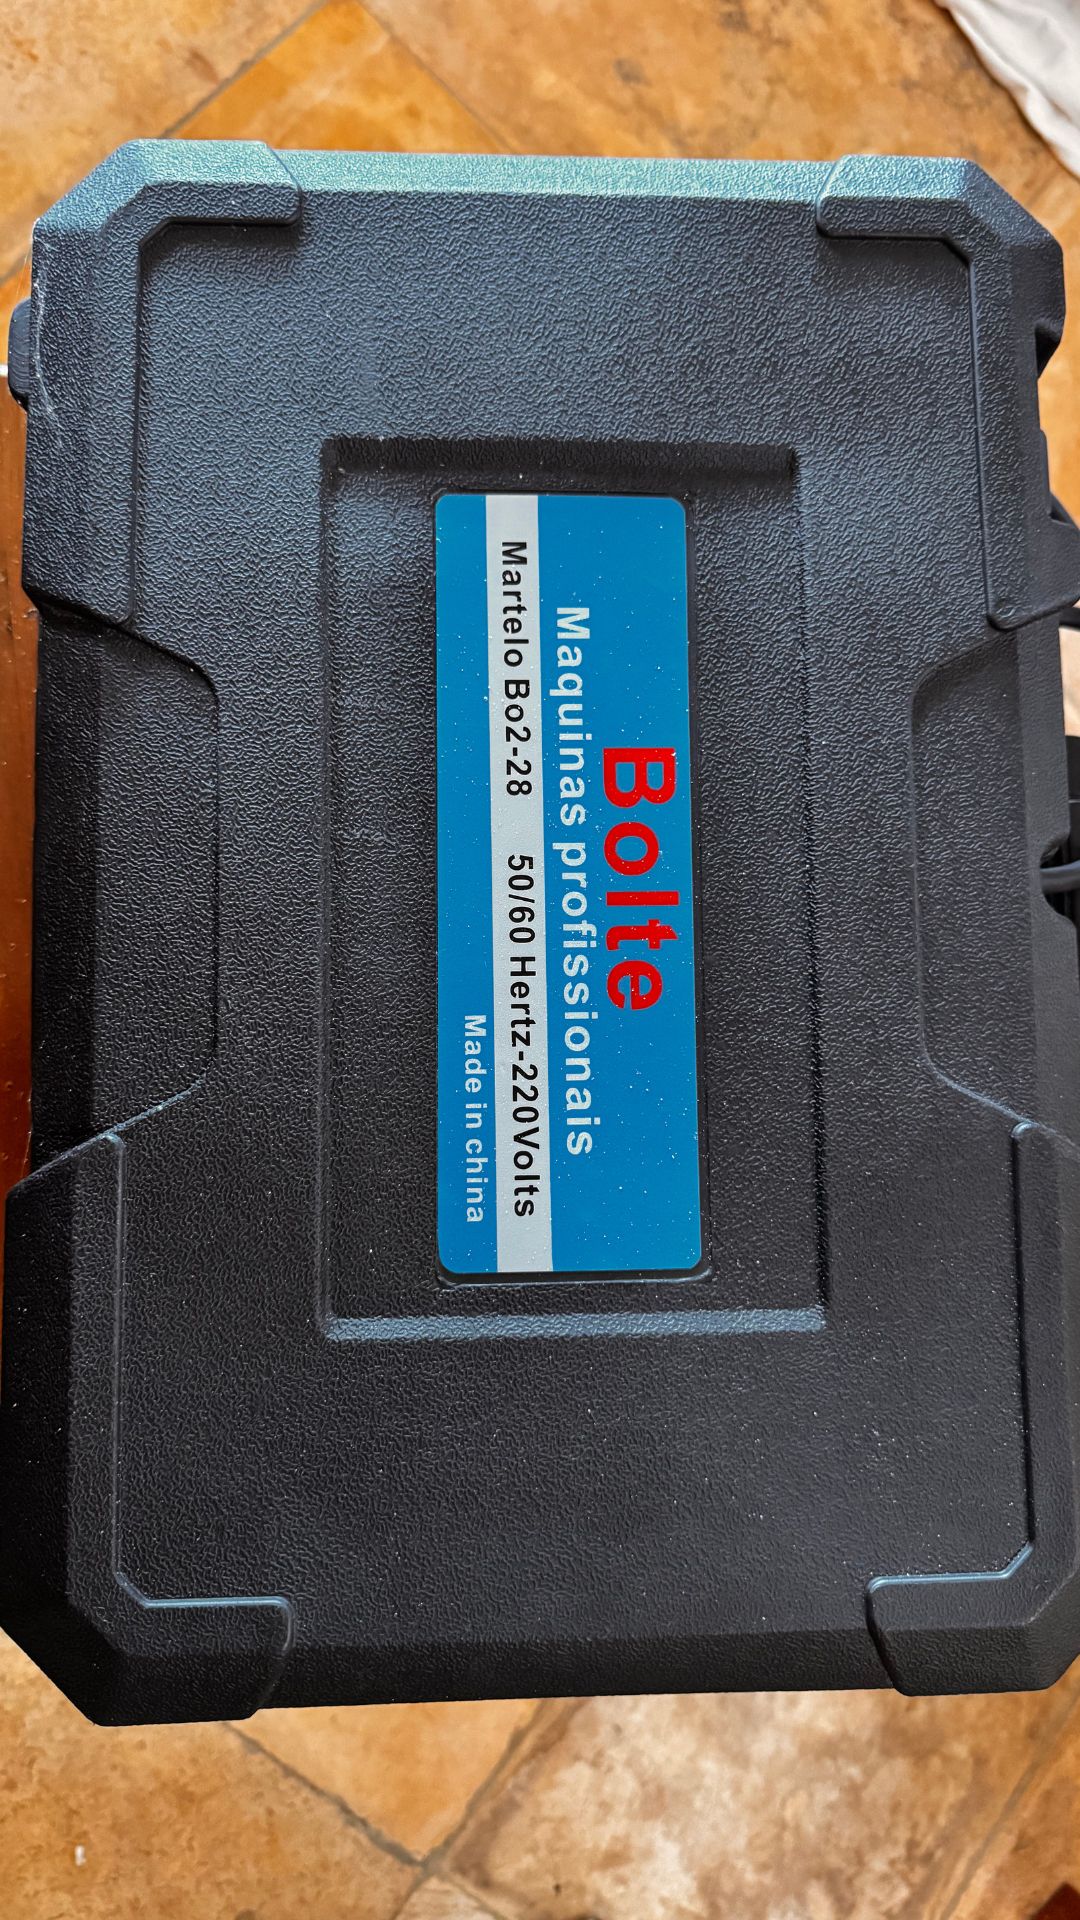 Bolte
Maquinas profissionais
Martelo Bo2-28 50/60 Hertz-220Volts
Made in china